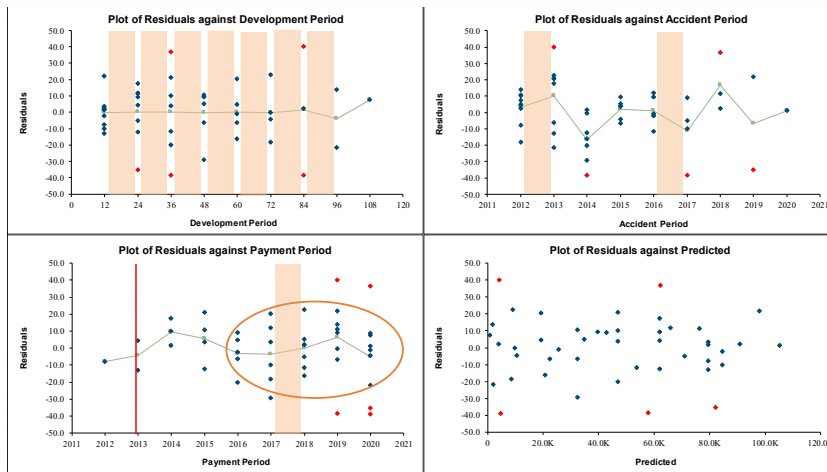 Plot of Residuals against Development Period
50.0
40.0
30.0
20.0
10.0
0.0
-10.0
-20.0
-30.0
-40.0
-50.0
Residuals
0 12 24 36 48 60 72 84 96 108 120
Development Period
Plot of Residuals against Accident Period
50.0
40.0
30.0
20.0
10.0
0.0
-10.0
-20.0
-30.0
-40.0
-50.0
Residuals
2011 2012 2013 2014 2015 2016 2017 2018 2019 2020 2021
Accident Period
Plot of Residuals against Payment Period
50.0
40.0
30.0
20.0
10.0
0.0
-10.0
-20.0
-30.0
-40.0
-50.0
Residuals
2011 2012 2013 2014 2015 2016 2017 2018 2019 2020 2021
Payment Period
Plot of Residuals against Predicted
50.0
40.0
30.0
20.0
10.0
0.0
-10.0
-20.0
-30.0
-40.0
-50.0
Residuals
0 20.0K 40.0K 60.0K 80.0K 100.0K 120.0K
Predicted